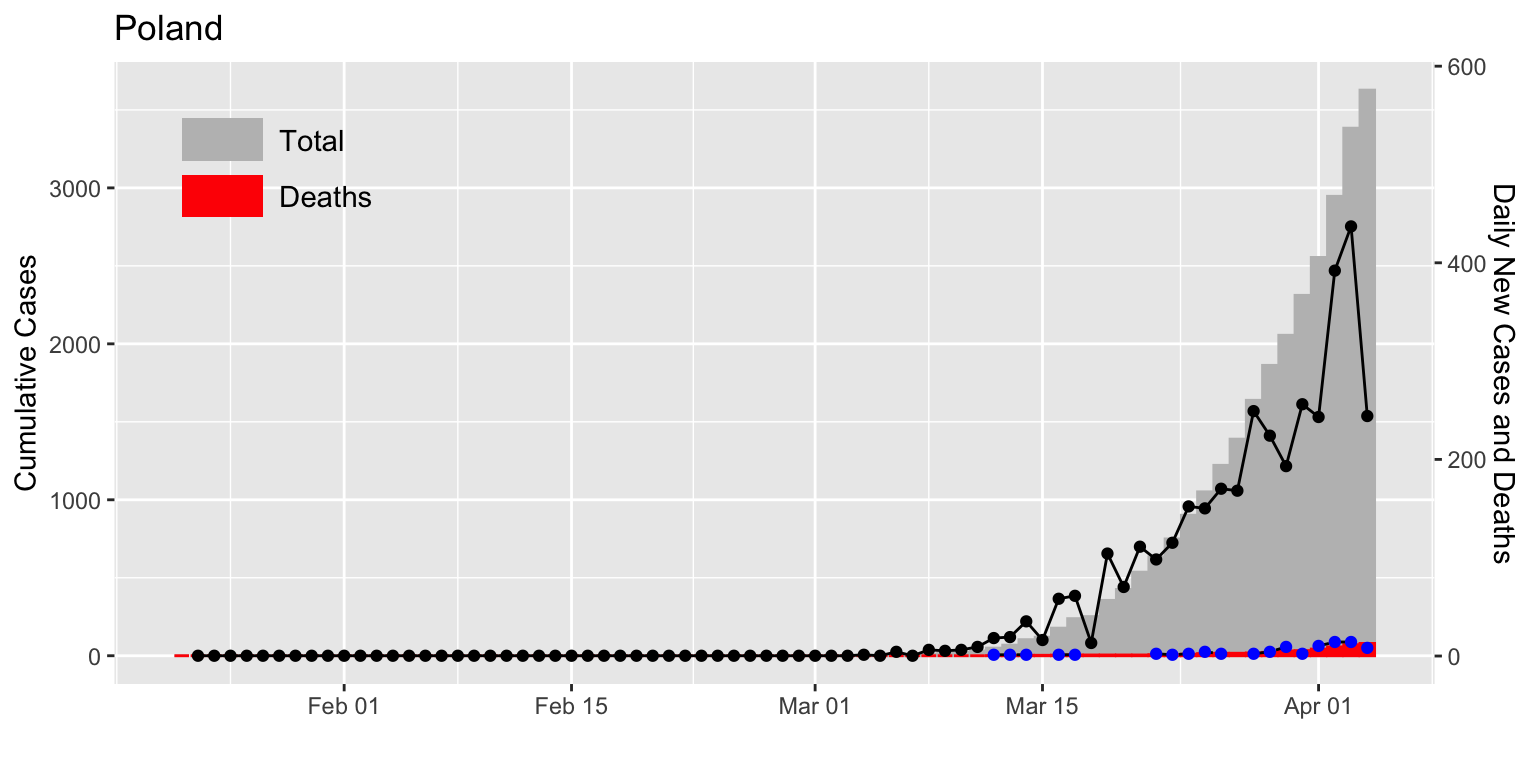 Poland
Total
Deaths
Cumulative Cases
3000
2000
1000
0
600
400
200
0
Daily New Cases and Deaths
Feb 01
Feb 15
Mar 01
Mar 15
Apr 01